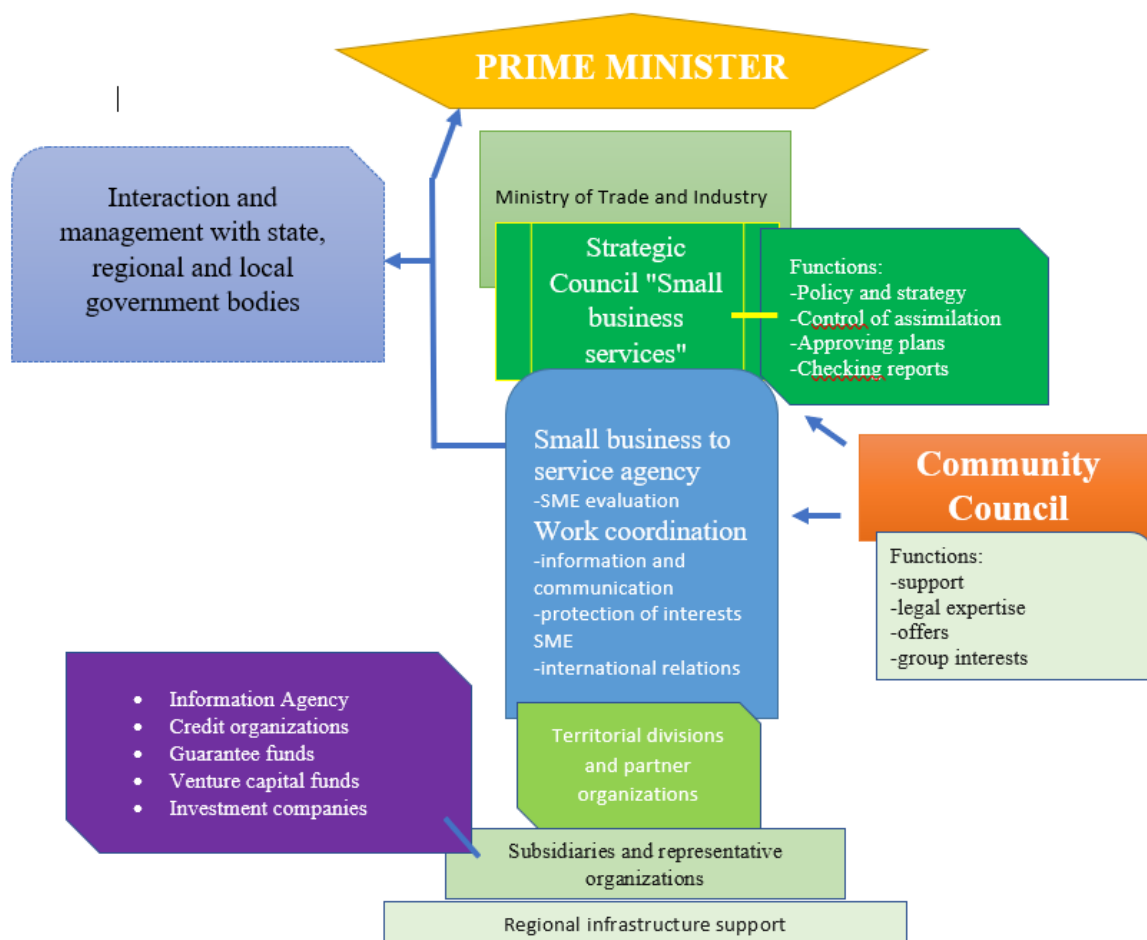 PRIME MINISTER
Interaction and
management with state,
regional and local
government bodies
Ministry of Trade and Industry
Strategic
Council "Small
business
services"
Functions:
-Policy and strategy
-Control of assimilation
-Approving plans
-Checking reports
Small business to
service agency
-SME evaluation
Work coordination
-information and
communication
-protection of interests
SME
-international relations
Community
Council
Functions:
-support
-legal expertise
-offers
-group interests
• Information Agency
• Credit organizations
• Guarantee funds
• Venture capital funds
• Investment companies
Territorial divisions
and partner
organizations
Subsidiaries and representative
organizations
Regional infrastructure support